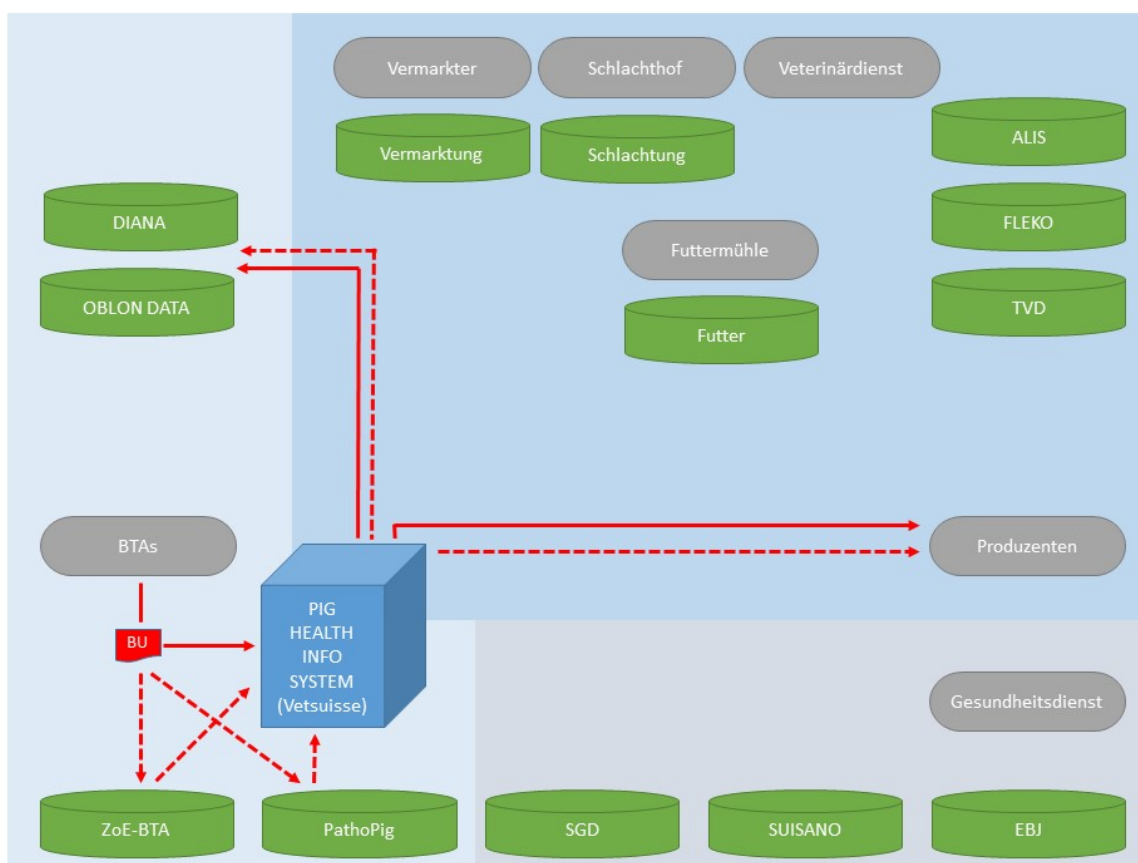 Vermarkter
Schlachthof
Veterinärdienst
Vermarktung
Schlachtung
ALIS
DIANA
FLEKO
Futtermühle
OBLON DATA
TVD
Futter
BTAs
Produzenten
BU
PIG
HEALTH
INFO
SYSTEM
(Vetsuisse)
Gesundheitsdienst
ZoE-BTA
PathoPig
SGD
SUISANO
EBJ